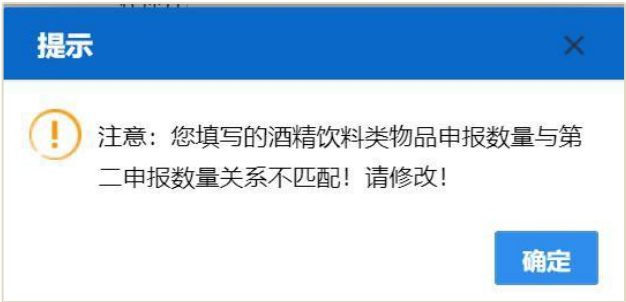 提示
注意：您填写的酒精饮料类物品申报数量与第
二申报数量关系不匹配！请修改！
确定